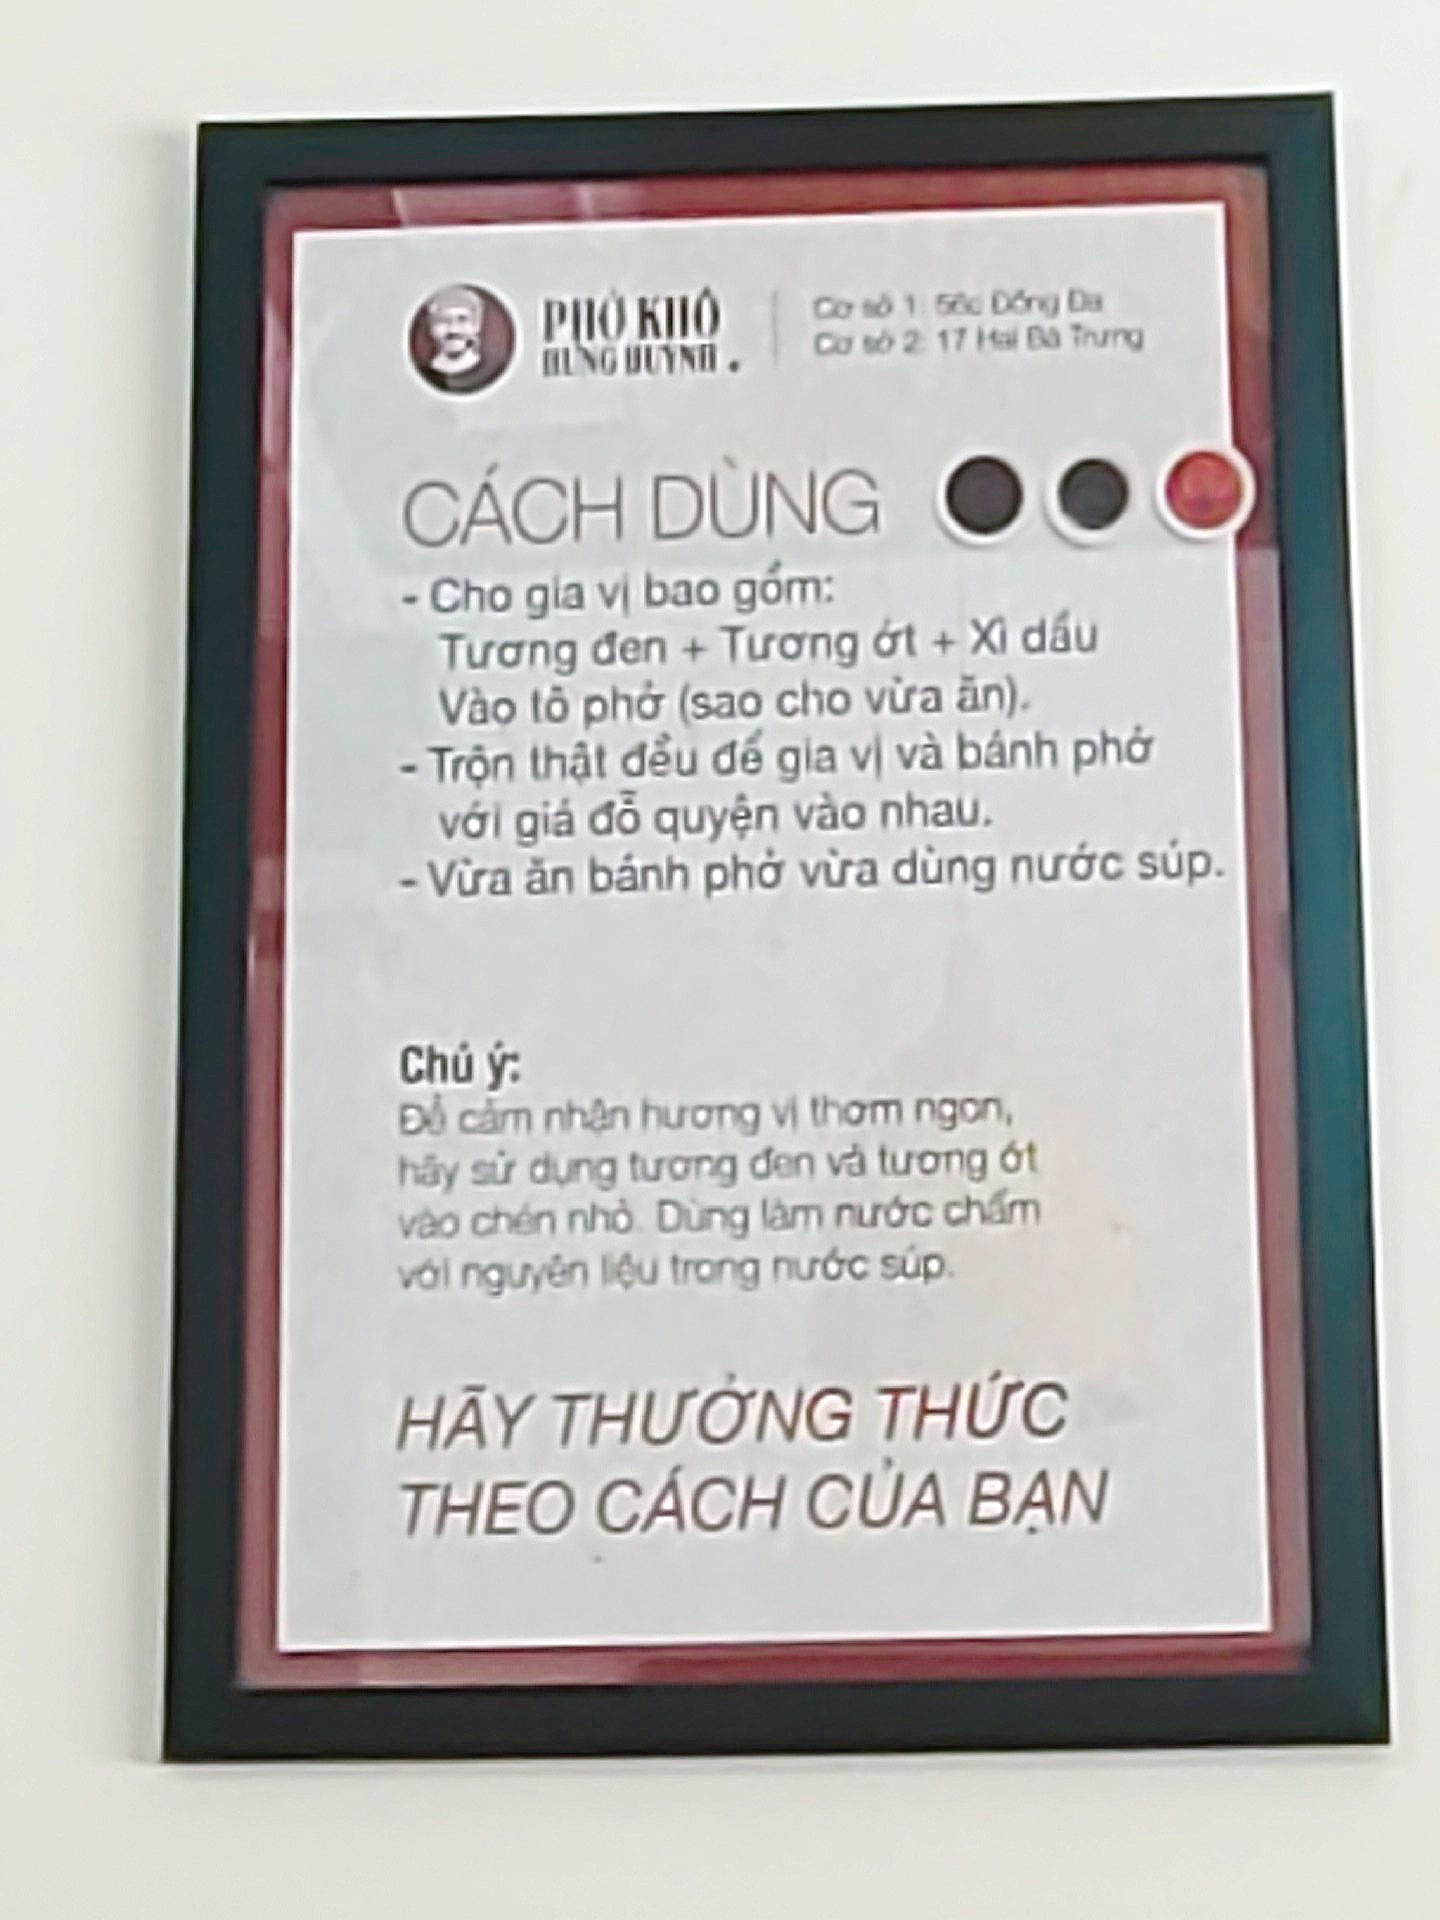 PHỞ KHÔ
HƯNG HUỲNH
Cơ sở 1: 56c Đống Đa
Cơ sở 2: 17 Hai Bà Trưng
CÁCH DÙNG
- Cho gia vị bao gồm:
Tương đen + Tương ớt + Xì dầu
Vào tô phở (sao cho vừa ăn).
- Trộn thật đều để gia vị và bánh phở
với giá đỗ quyện vào nhau.
- Vừa ăn bánh phở vừa dùng nước súp.
Chú ý:
Để cảm nhận hương vị thơm ngon,
hãy sử dụng tương đen và tương ớt
vào chén nhỏ. Dùng làm nước chấm
với nguyên liệu trong nước súp.
HÃY THƯỞNG THỨC
THEO CÁCH CỦA BẠN